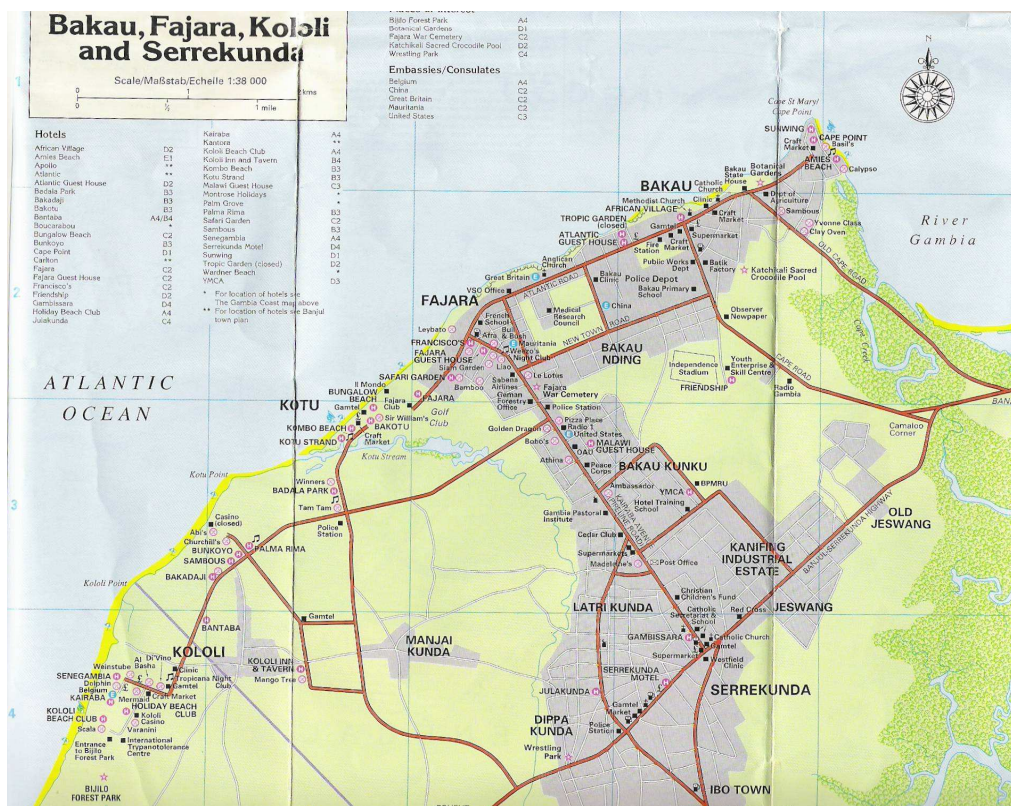 Bakau, Fajara, Kololi
and Serrekunda
Scale/Maßstab/Echelle 1:38 000
0 2 kms
0 ½ 1 mile
Bijilo Forest Park A4
Botanical Gardens D1
Fajara War Cemetery C2
Katchikali Sacred Crocodile Pool D2
Wrestling Park C4
Embassies/Consulates
Belgium A4
China C2
Great Britain C2
Mauritania C2
United States C3
Hotels
African Village D2
Amies Beach E1
Apollo **
Atlantic **
Atlantic Guest House D2
Badala Park B3
Bakadaji B3
Bakotu B3
Bantaba A4/B4
Boucarabou *
Bungalow Beach C2
Bunkoyo B3
Cape Point D1
Carlton **
Fajara C2
Fajara Guest House C2
Francisco's C2
Friendship D2
Gambissara D4
Holiday Beach Club A4
Julakunda C4
Kairaba A4
Kantora **
Kololi Beach Club A4
Kololi Inn and Tavern B4
Kombo Beach B3
Kotu Strand B3
Malawi Guest House C3
Montrose Holidays *
Palm Grove *
Palma Rima B3
Safari Garden C2
Sambous B3
Senegambia A4
Serrekunda Motel D4
Sunwing D1
Tropic Garden (closed) D2
Wardner Beach *
YMCA D3
* For location of hotels see
The Gambia Coast map above
** For location of hotels see Banjul
town plan
1
2
3
4
N
Cape St Mary/
Cape Point
SUNWING
CAPE POINT
Craft
Market
Basil's
AMIES
BEACH
Calypso
Botanical
Gardens
Bakau
State
House
BAKAU
Catholic
Church
Clinic
Dept of
Agriculture
Methodist Church
AFRICAN VILLAGE
Craft
Market
Sambous
Yvonne Class
Clay Oven
River
Gambia
TROPIC GARDEN
(closed)
Gamtel
Supermarket
ATLANTIC
GUEST HOUSE
Fire
Station
Craft
Market
OLD CAPE ROAD
Public Works
Dept
Batik
Factory
Katchikali Sacred
Crocodile Pool
Anglican
Church
Great Britain
Bakau
Clinic
Police Depot
VSO Office
ATLANTIC ROAD
Bakau Primary
School
FAJARA
China
French
School
Medical
Research
Council
Observer
Newspaper
Cape Creek
Leybato
Afra
Bull
& Bush
NEW TOWN ROAD
FRANCISCO'S
Mauritania
Weezo's
Night Club
BAKAU
NDING
FAJARA
GUEST HOUSE
Siam Garden
Liao
Independence
Stadium
Youth
Enterprise &
Skill Centre
CAPE ROAD
SAFARI GARDEN
Le Lotus
Sabena
Airlines
Bamboo
Fajara
War Cemetery
FRIENDSHIP
Radio
Gambia
ATLANTIC
OCEAN
Il Mondo
BUNGALOW
BEACH
Fajara
Club
FAJARA
Gaman
Forestry
Office
KOTU
Gamtel
Golf
Club
Police Station
Sir William's
BAKOTU
KOMBO BEACH
KOTU STRAND
Craft
Market
Golden Dragon
Pizza Place
Radio 1
United States
Camaloo
Corner
Boho's
OAU
MALAWI
GUEST HOUSE
Kotu Stream
Athina
Peace
Corps
BAKAU KUNKU
Kotu Point
Winners
BADALA PARK
Ambassador
YMCA
BPMRU
Tam Tam
Hotel Training
School
OLD
JESWANG
Casino
(closed)
Police
Station
Gambia Pastoral
Institute
KAIRABA AVENUE
(PIPELINE ROAD)
Abi's
Churchill's
BUNKOYO
PALMA RIMA
Cedar Club
KANIFING
INDUSTRIAL
ESTATE
BANJUL-SERREKUNDA HIGHWAY
SAMBOUS
Supermarkets
Madeleine's
Post Office
BAKADAJI
Kololi Point
Christian
Children's Fund
LATRI KUNDA
JESWANG
Gamtel
Catholic
Secretariat &
School
Red Cross
BANTABA
MANJAI
KUNDA
GAMBISSARA
Catholic Church
Gamtel
KOLOLI
Supermarket
Westfield
Clinic
Weinstube
Al
Basha
Di'Vino
Clinic
KOLOLI INN
& TAVERN
SERREKUNDA
MOTEL
SENEGAMBIA
Tropicana Night
Club
Mango Tree
SERREKUNDA
Dolphin
Gamtel
JULAKUNDA
Belgium
Craft Market
KAIRABA
Mermaid
HOLIDAY BEACH
CLUB
Gamtel
Market
KOLOLI
BEACH CLUB
Kololi
Casino
DIPPA
KUNDA
Scala
Varanini
Police
Station
Entrance
to Bijilo
Forest Park
International
Trypanotolerance
Centre
Wrestling
Park
BIJILO
FOREST PARK
IBO TOWN